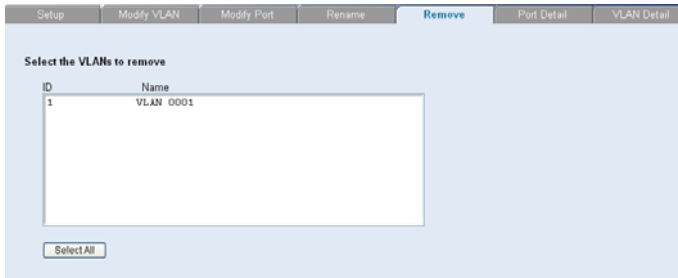 Setup Modify VLAN Modify Port Rename Remove Port Detail VLAN Detail
Select the VLANs to remove
ID Name
1 VLAN 0001
Select All